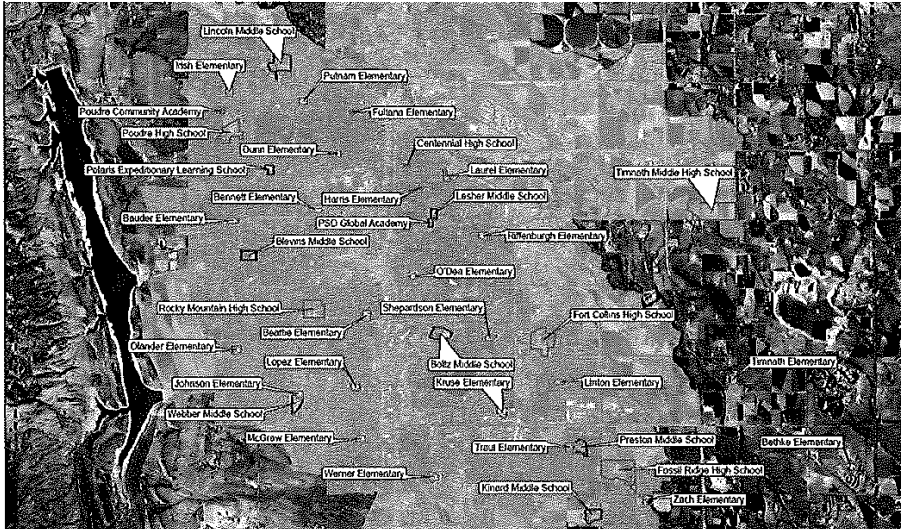 Lincoln Middle School
Irish Elementary
Putnam Elementary
Poudre Community Academy
Fullana Elementary
Poudre High School
Centennial High School
Dunn Elementary
Polaris Expeditionary Learning School
Laurel Elementary
Timnath Middle High School
Bennett Elementary
Harris Elementary
Lesher Middle School
Bauder Elementary
PSD Global Academy
Riffenburgh Elementary
Blevins Middle School
O'Dea Elementary
Rocky Mountain High School
Shepardson Elementary
Fort Collins High School
Beattie Elementary
Olander Elementary
Lopez Elementary
Boltz Middle School
Timnath Elementary
Johnson Elementary
Kruse Elementary
Linton Elementary
Webber Middle School
McGraw Elementary
Traut Elementary
Preston Middle School
Bethke Elementary
Werner Elementary
Fossil Ridge High School
Kinard Middle School
Zach Elementary